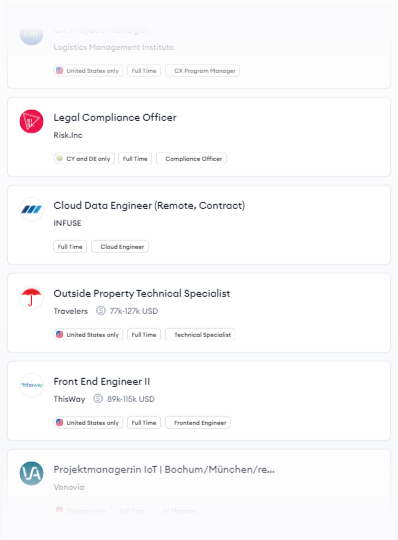 CX Project Manager
Logistics Management Institute
United States only Full Time CX Program Manager
Legal Compliance Officer
Risk.Inc
CY and DE only Full Time Compliance Officer
Cloud Data Engineer (Remote, Contract)
INFUSE
Full Time Cloud Engineer
Outside Property Technical Specialist
Travelers 77k-127k USD
United States only Full Time Technical Specialist
thisway
Front End Engineer II
ThisWay 89k-115k USD
United States only Full Time Frontend Engineer
VA
Projektmanager:in IoT | Bochum/München/re...
Vonovia
Full Time